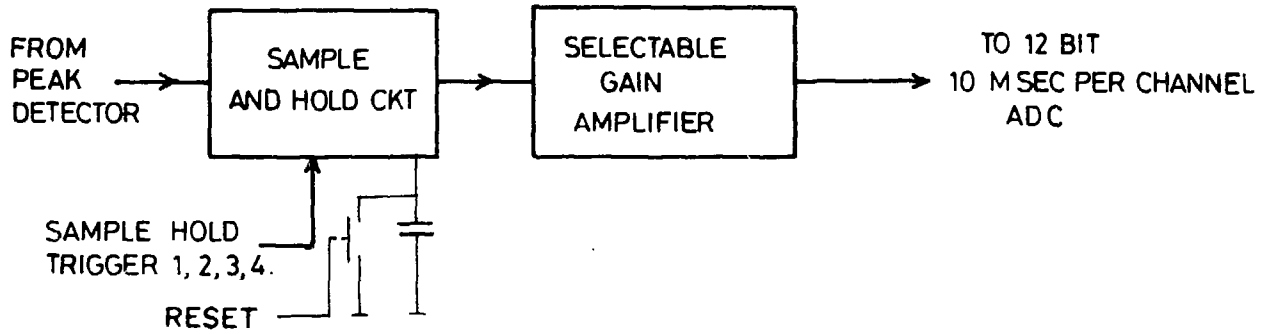 FROM
PEAK
DETECTOR
SAMPLE
AND HOLD CKT
SELECTABLE
GAIN
AMPLIFIER
TO 12 BIT
10 M SEC PER CHANNEL
ADC
SAMPLE HOLD
TRIGGER 1, 2, 3, 4.
RESET